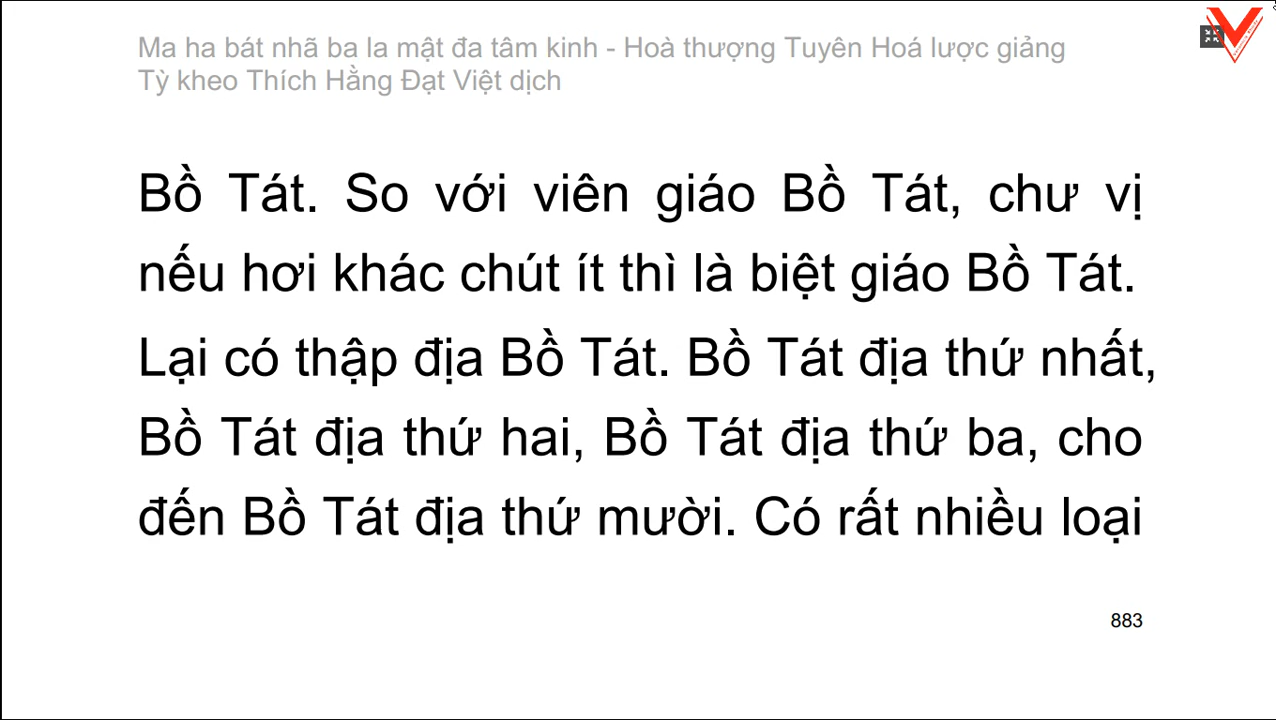 Ma ha bát nhã ba la mật đa tâm kinh - Hoà thượng Tuyên Hoá lược giảng
Tỳ kheo Thích Hằng Đạt Việt dịch
Bồ Tát. So với viên giáo Bồ Tát, chư vị
nếu hơi khác chút ít thì là biệt giáo Bồ Tát.
Lại có thập địa Bồ Tát. Bồ Tát địa thứ nhất,
Bồ Tát địa thứ hai, Bồ Tát địa thứ ba, cho
đến Bồ Tát địa thứ mười. Có rất nhiều loại
883